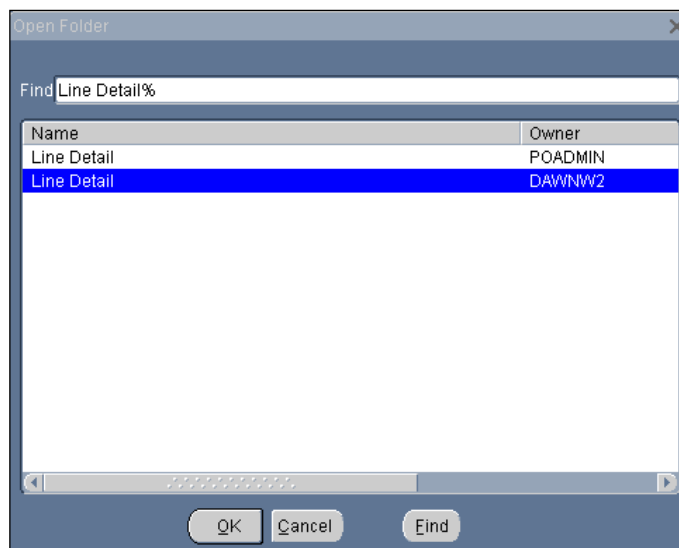 Open Folder
Find Line Detail%
Name Owner
Line Detail POADMIN
Line Detail DAWNW2
OK Cancel Find